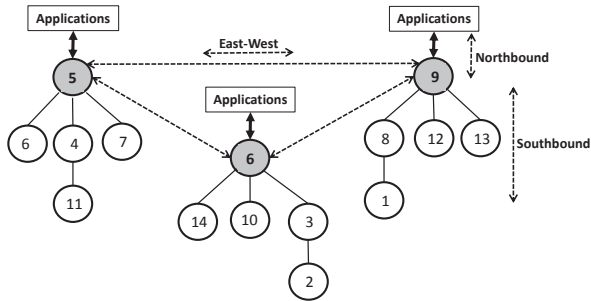 Applications
Applications
East-West
Northbound
5
9
Applications
6
4
7
8
12
13
Southbound
6
11
1
14
10
3
2